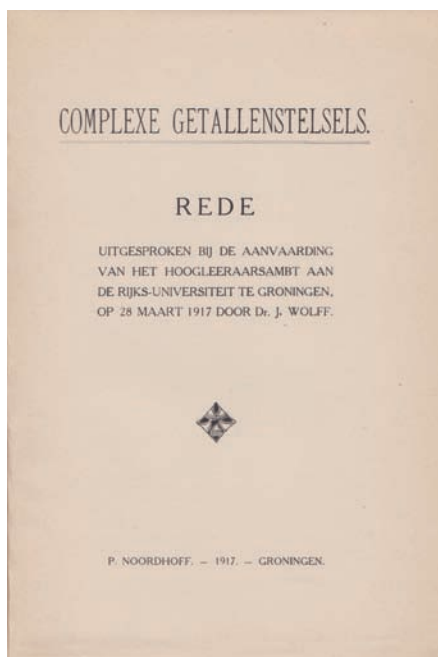 COMPLEXE GETALLENSTELSELS.
REDE
UITGESPROKEN BIJ DE AANVAARDING
VAN HET HOOGLEERAARSAMBT AAN
DE RIJKS-UNIVERSITEIT TE GRONINGEN,
OP 28 MAART 1917 DOOR Dr. J. WOLFF.
P. NOORDHOFF. — 1917. — GRONINGEN.